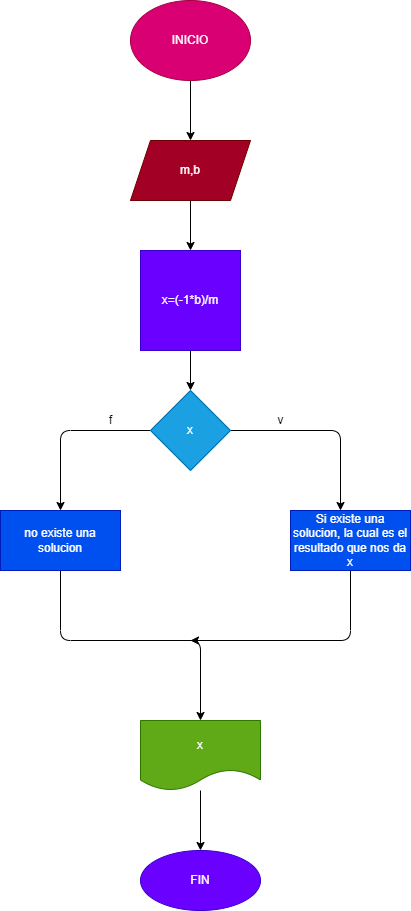 INICIO
m,b
x=(-1*b)/m
x
f
v
no existe una
solucion
Si existe una
solucion, la cual es el
resultado que nos da
x
x
FIN